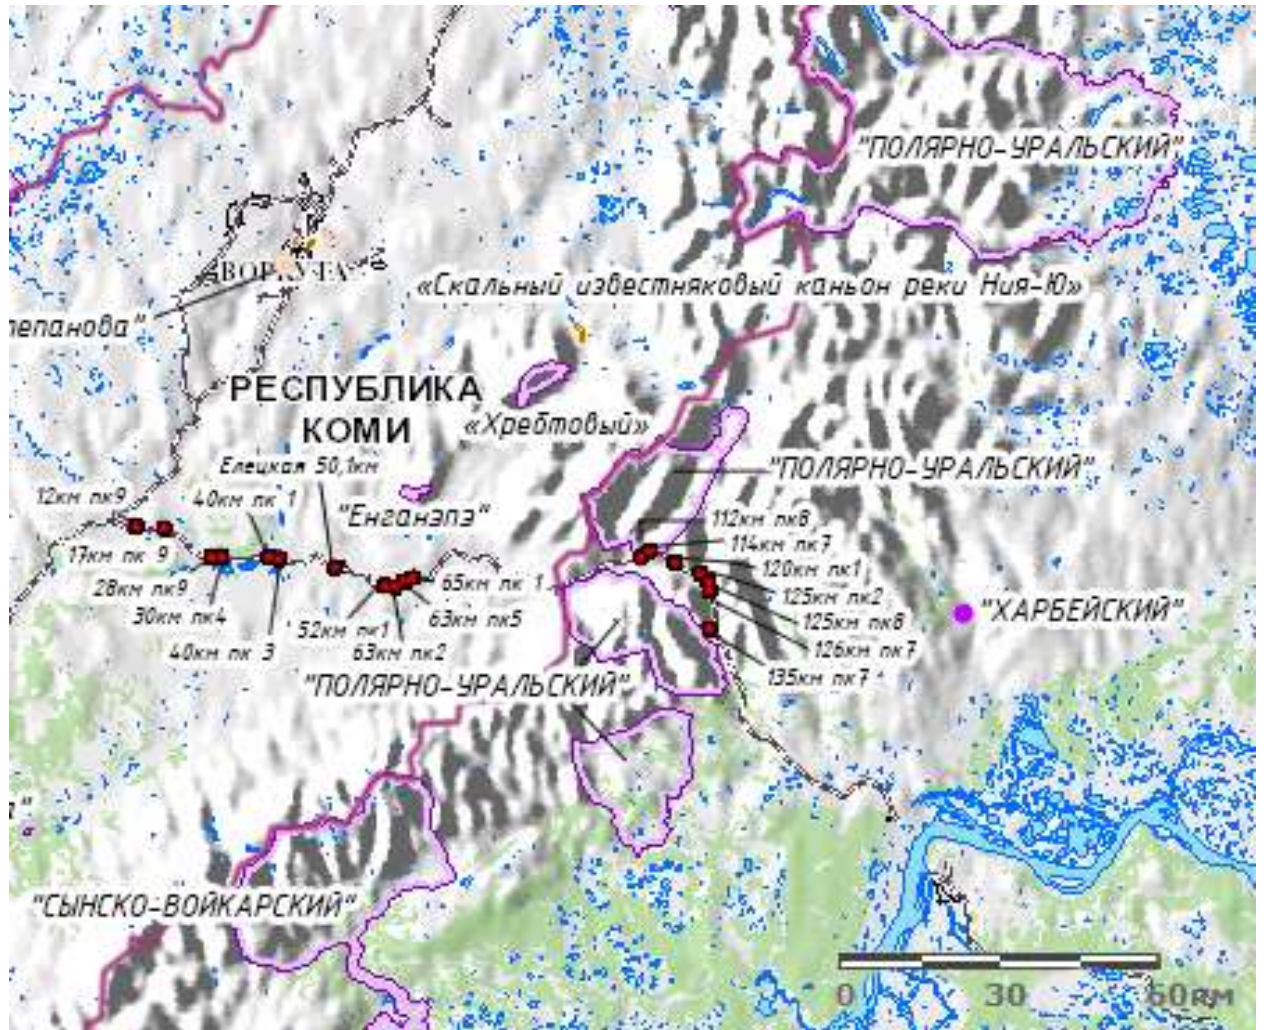 "ПОЛЯРНО-УРАЛЬСКИЙ"
ВОРКУТА
«Скальный известняковый каньон реки Ния-Ю»
лепанова"
РЕСПУБЛИКА
КОМИ
«Хребтовый»
Елецкая 50,1км
"ПОЛЯРНО-УРАЛЬСКИЙ"
12км пк9
40км пк 1
"Енганэпэ"
112км пк8
114км пк7
17км пк 9
120км пк1
28км пк9
65км пк 1
125км пк2
30км пк4
52км пк1
63км пк5
125км пк8
"ХАРБЕЙСКИЙ"
40км пк 3
63км пк2
126км пк7
135км пк7
"ПОЛЯРНО-УРАЛЬСКИЙ"
"СЫНСКО-ВОЙКАРСКИЙ"
0 30 60км